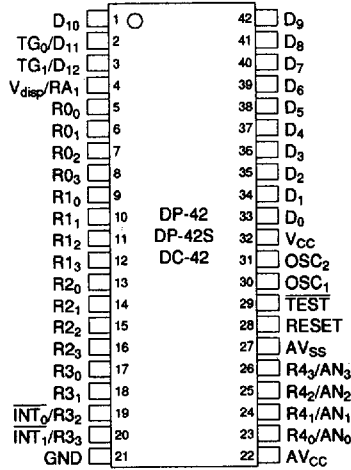 D10 1 42 D9
TG0/D11 2 41 D8
TG1/D12 3 40 D7
Vdisp/RA1 4 39 D6
R00 5 38 D5
R01 6 37 D4
R02 7 36 D3
R03 8 35 D2
R10 9 34 D1
R11 10 DP-42 33 D0
R12 11 DP-42S 32 VCC
R13 12 DC-42 31 OSC2
R20 13 30 OSC1
R21 14 29 TEST
R22 15 28 RESET
R23 16 27 AVSS
R30 17 26 R43/AN3
R31 18 25 R42/AN2
INT0/R32 19 24 R41/AN1
INT1/R33 20 23 R40/AN0
GND 21 22 AVCC